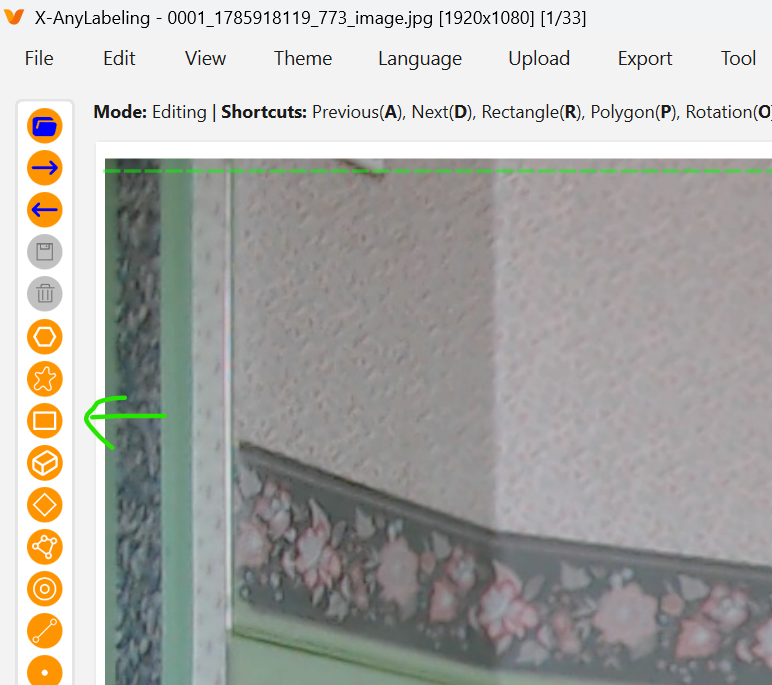 X-AnyLabeling - 0001_1785918119_773_image.jpg [1920x1080] [1/33]
File Edit View Theme Language Upload Export Tool
Mode: Editing | Shortcuts: Previous(A), Next(D), Rectangle(R), Polygon(P), Rotation(O